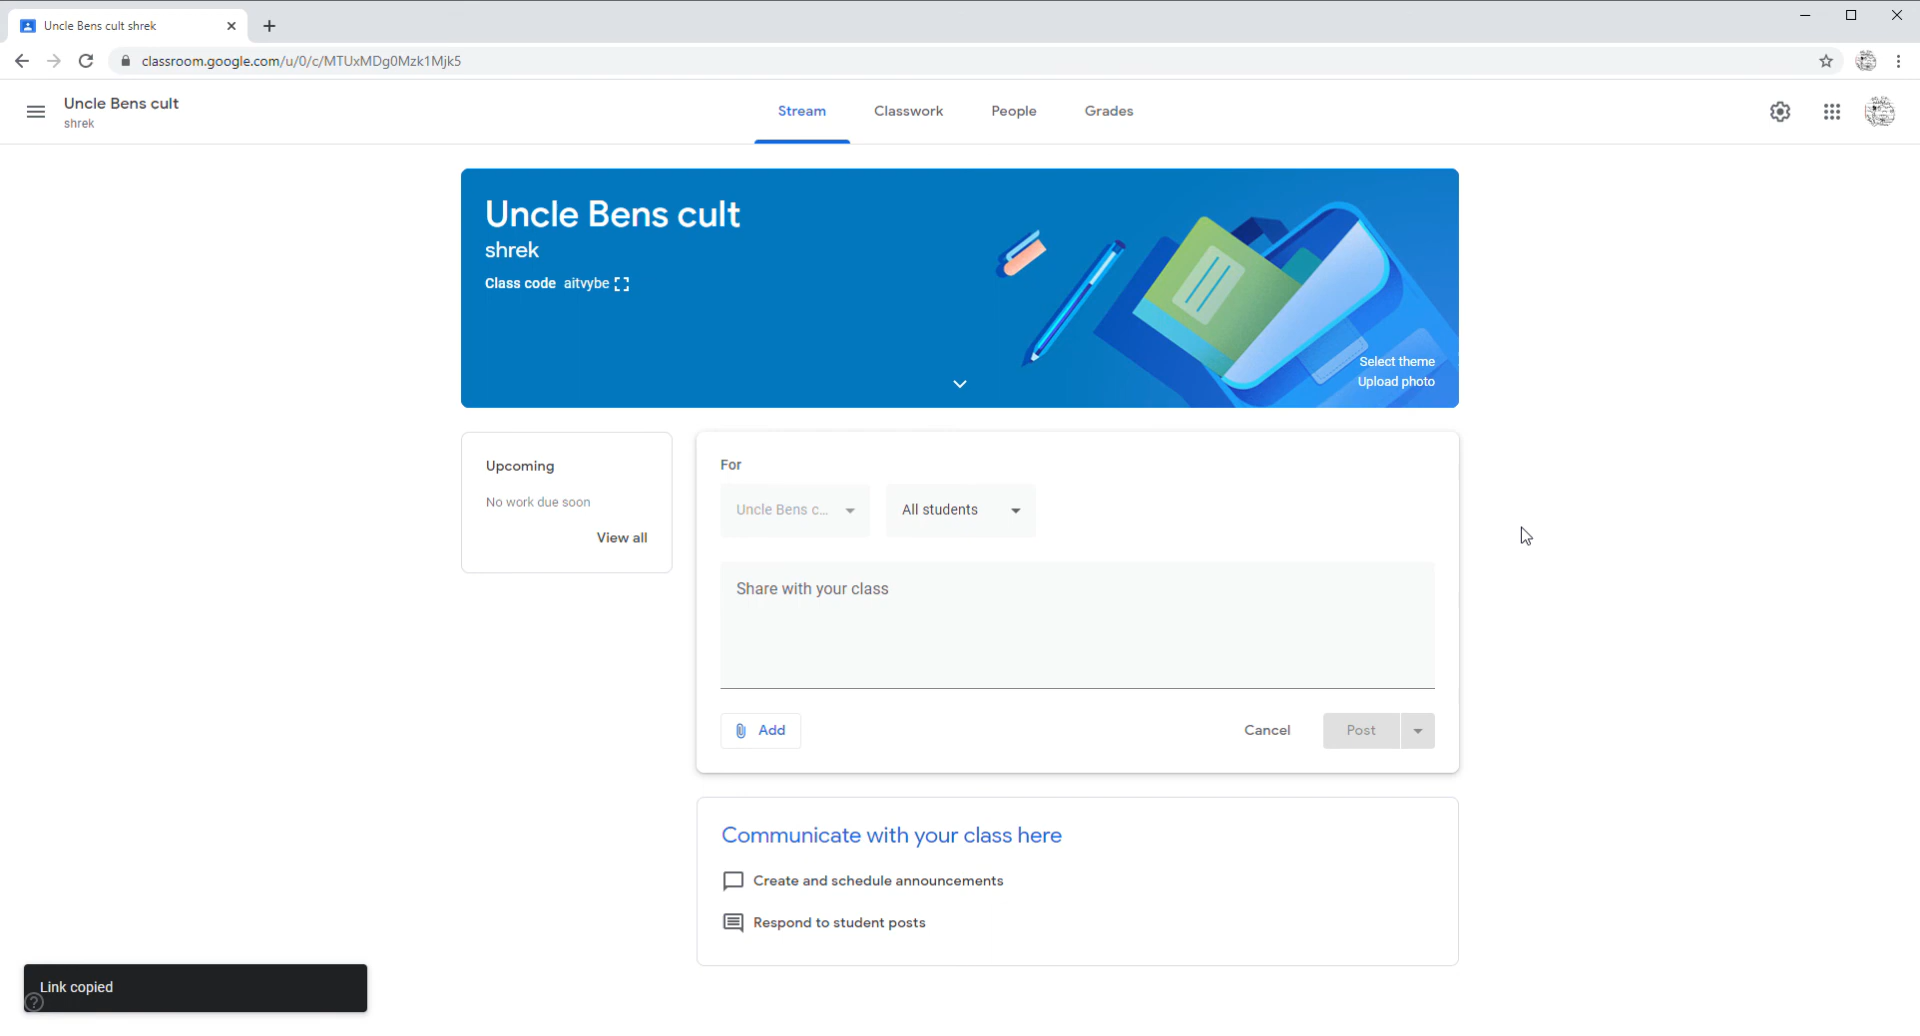 Uncle Bens cult shrek
classroom.google.com/u/0/c/MTUxMDg0Mzk1Mjk5
Uncle Bens cult
shrek
Stream
Classwork
People
Grades
Uncle Bens cult
shrek
Class code aitvybe
Select theme
Upload photo
Upcoming
No work due soon
View all
For
Uncle Bens c...
All students
Share with your class
Add
Cancel
Post
Communicate with your class here
Create and schedule announcements
Respond to student posts
Link copied